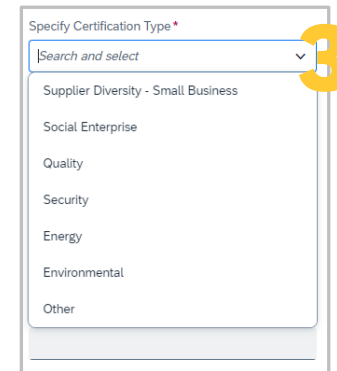 Specify Certification Type*
Search and select
3
Supplier Diversity - Small Business
Social Enterprise
Quality
Security
Energy
Environmental
Other